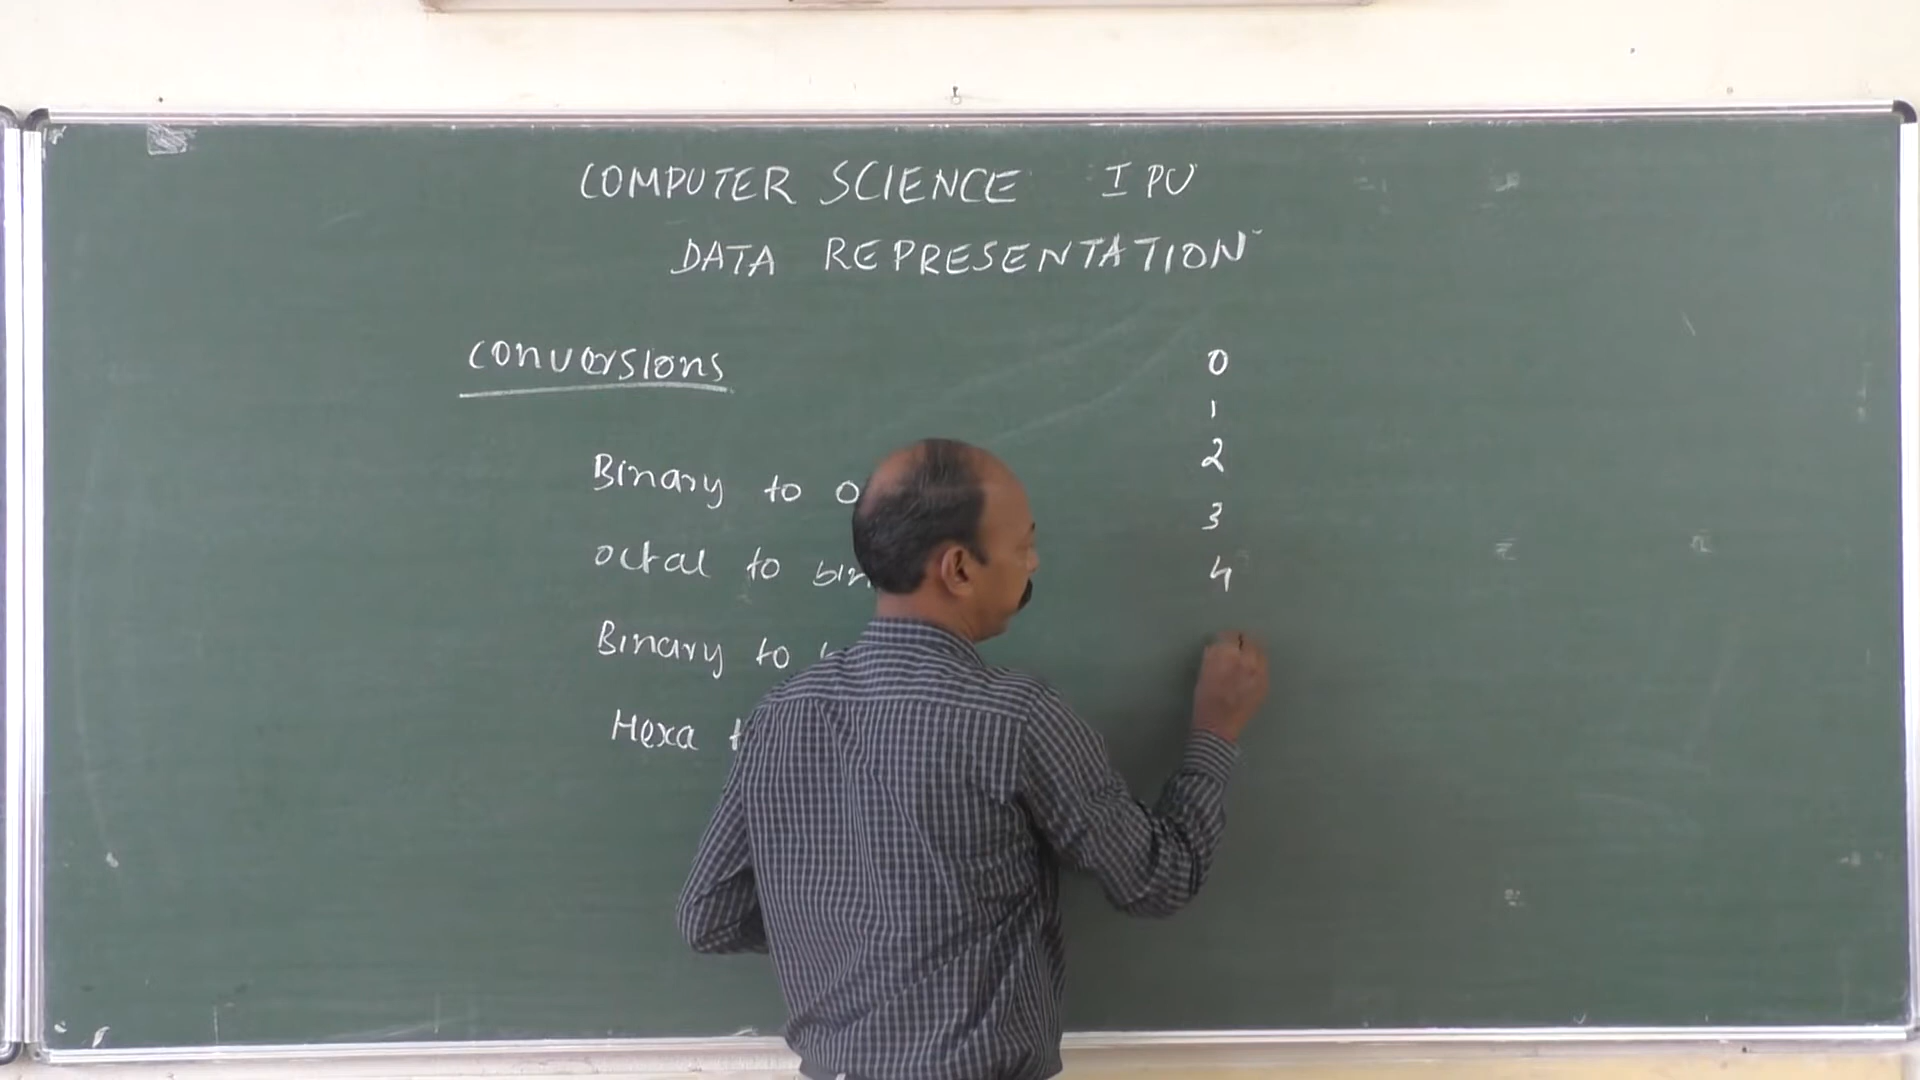 COMPUTER SCIENCE I PU
DATA REPRESENTATION
Conversions
Binary to
Octal to
Binary to
Hexa
0
1
2
3
4